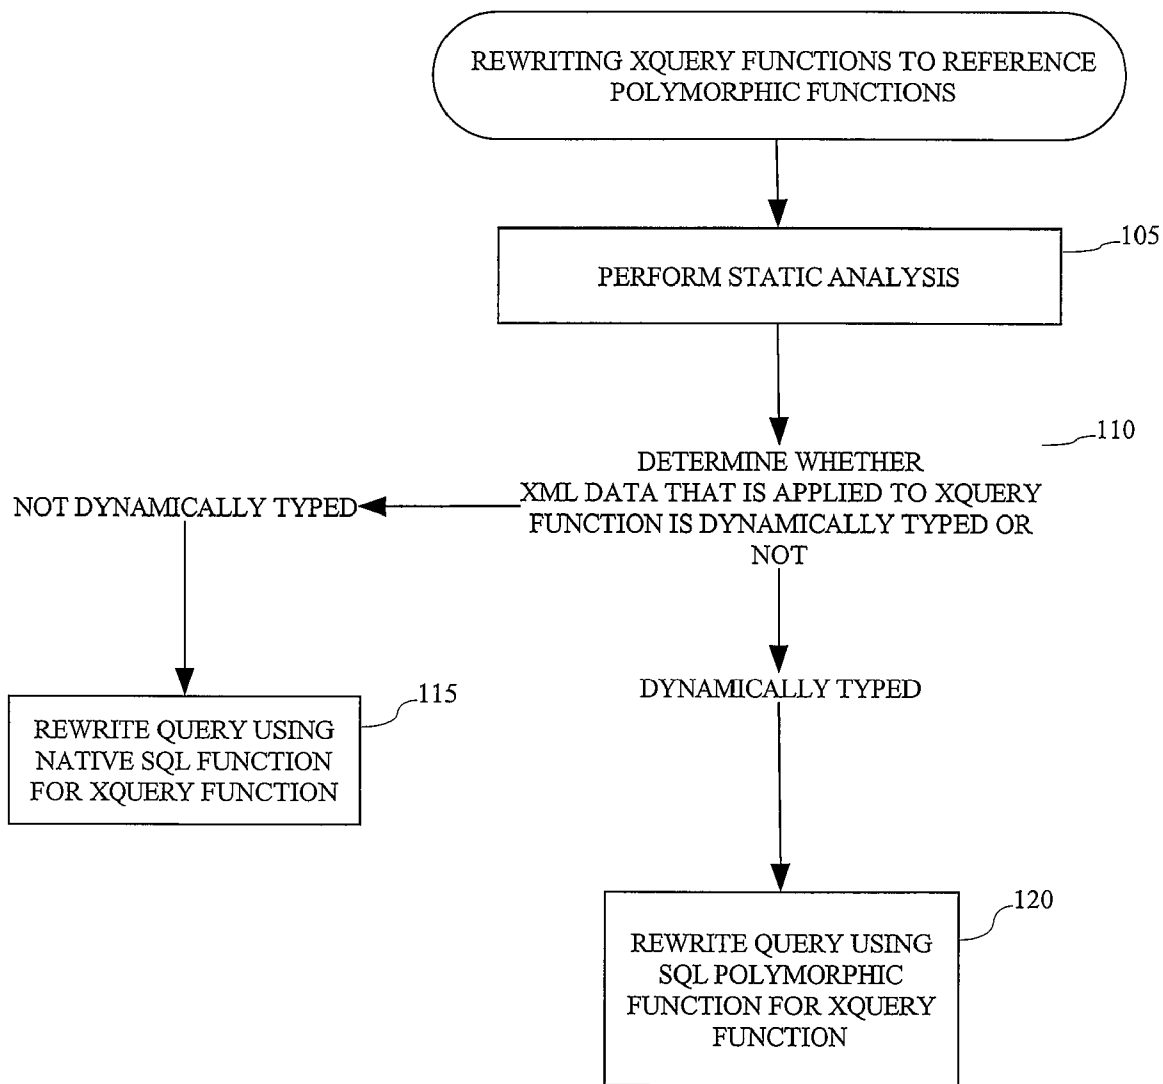 REWRITING XQUERY FUNCTIONS TO REFERENCE
POLYMORPHIC FUNCTIONS
105
PERFORM STATIC ANALYSIS
110
DETERMINE WHETHER
XML DATA THAT IS APPLIED TO XQUERY
FUNCTION IS DYNAMICALLY TYPED OR
NOT
NOT DYNAMICALLY TYPED
DYNAMICALLY TYPED
115
REWRITE QUERY USING
NATIVE SQL FUNCTION
FOR XQUERY FUNCTION
120
REWRITE QUERY USING
SQL POLYMORPHIC
FUNCTION FOR XQUERY
FUNCTION